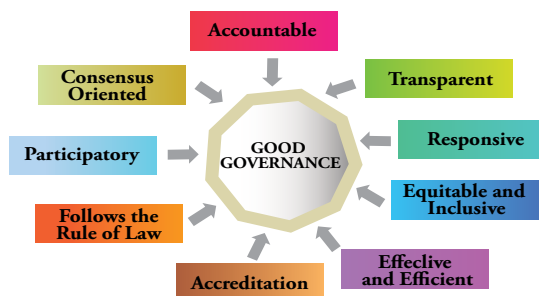 Accountable
Consensus
Oriented
Transparent
Participatory
GOOD
GOVERNANCE
Responsive
Follows the
Rule of Law
Equitable and
Inclusive
Accreditation
Effeclive
and Efficient